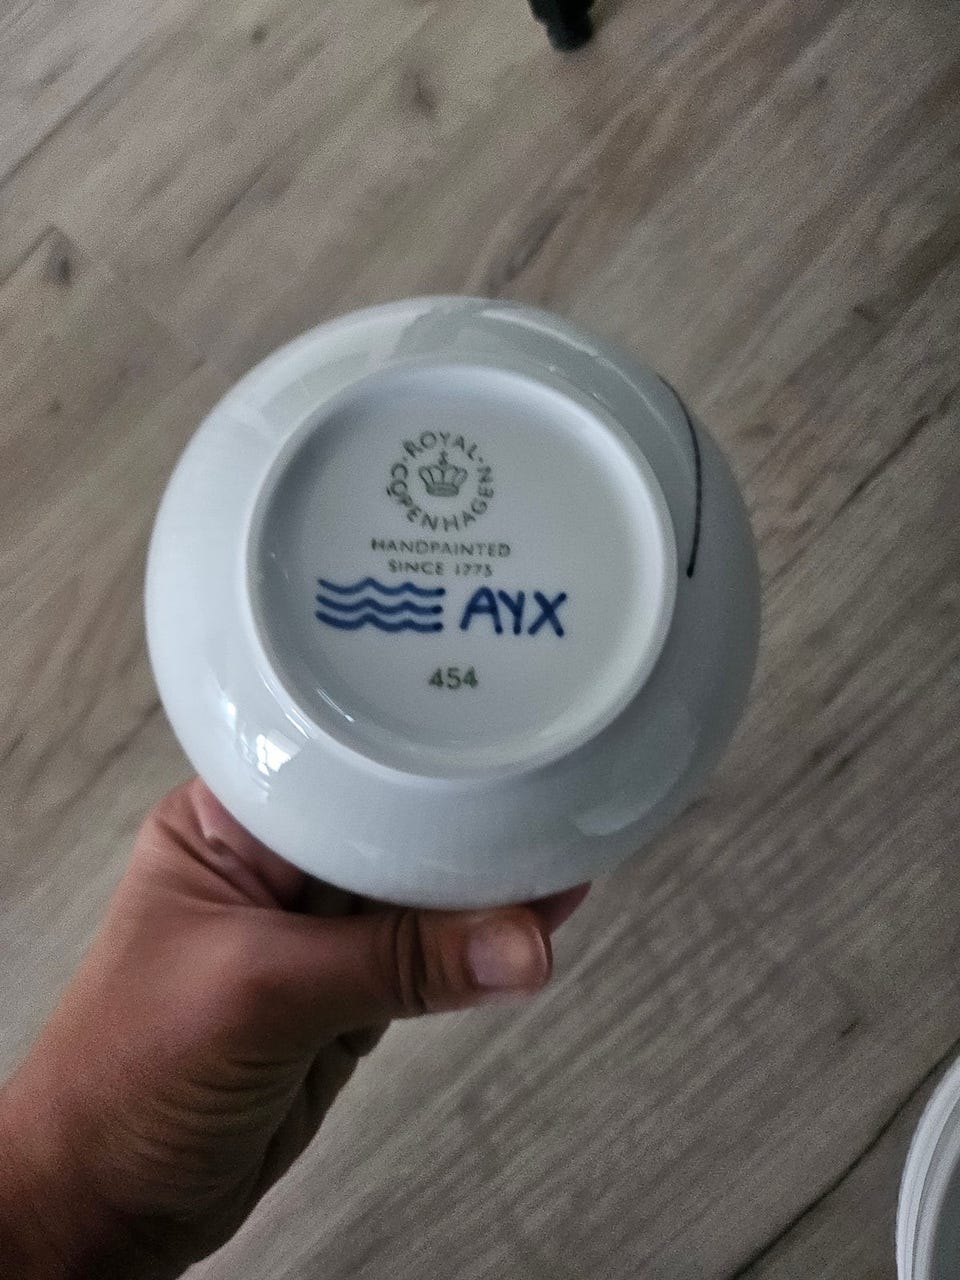 ROYAL
COPENHAGEN
HANDPAINTED
SINCE 1775
AYX
454